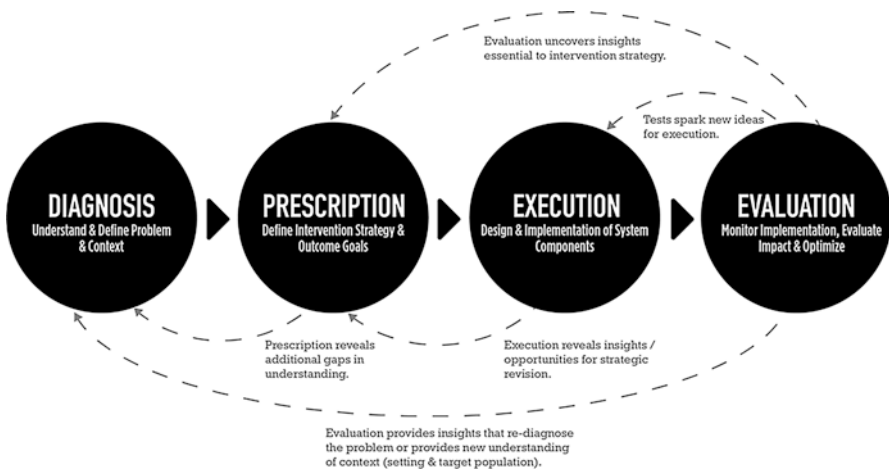 Evaluation uncovers insights
essential to intervention strategy.
Tests spark new ideas
for execution.
DIAGNOSIS
Understand & Define Problem
& Context
PRESCRIPTION
Define Intervention Strategy &
Outcome Goals
EXECUTION
Design & Implementation of System
Components
EVALUATION
Monitor Implementation, Evaluate
Impact & Optimize
Prescription reveals
additional gaps in
understanding.
Execution reveals insights /
opportunities for strategic
revision.
Evaluation provides insights that re-diagnose
the problem or provides new understanding
of context (setting & target population).